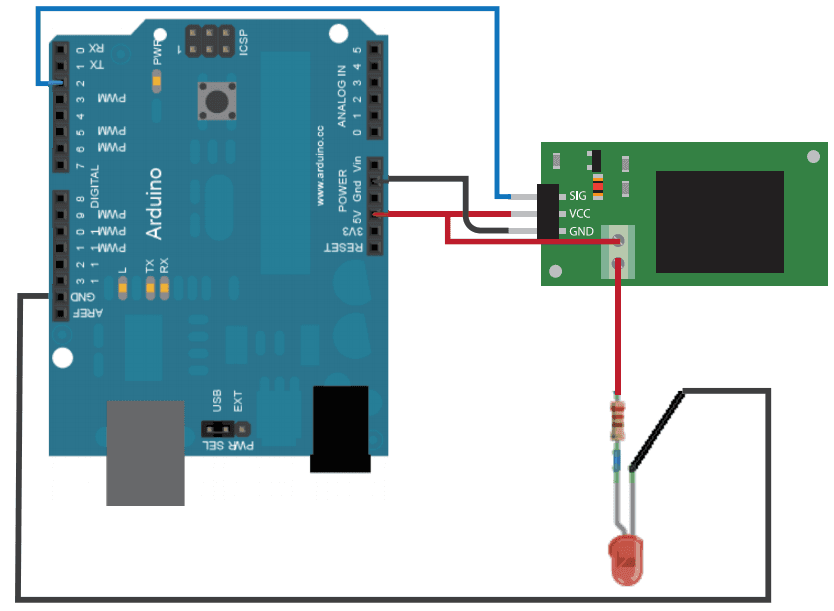 RX 0
TX 1
2
PWM 3
4
PWM 5
PWM 6
7
DIGITAL
8
PWM 9
PWM 10
PWM 11
12
13
GND
AREF
PWR
1
ICSP
Arduino
www.arduino.cc
ANALOG IN
5
4
3
2
1
0
POWER
Vin
Gnd
5V
3V3
RESET
L
TX
RX
USB
EXT
PWR SEL
SIG
VCC
GND